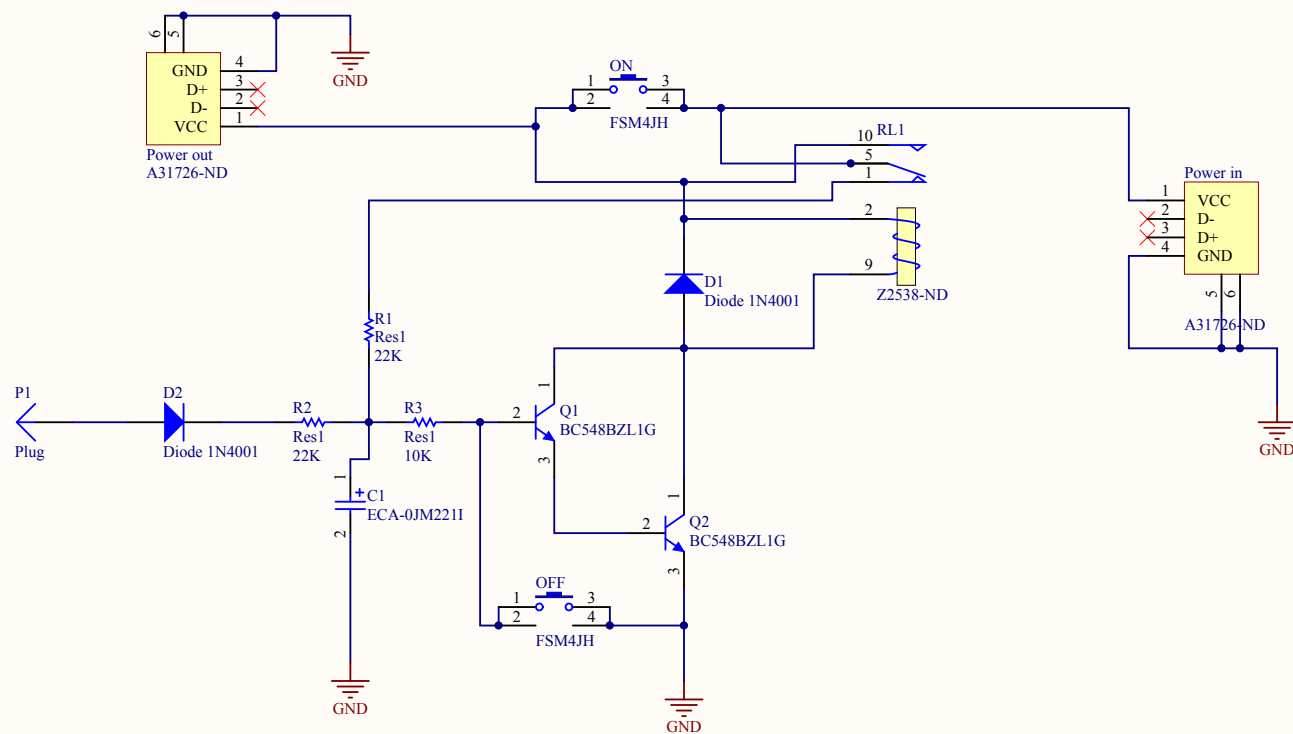 6
5
GND 4
D+ 3
D- 2
VCC 1
Power out
A31726-ND
GND
ON
1 3
2 4
FSM4JH
RL1
10
5
1
2
9
Z2538-ND
Power in
1 VCC
2 D-
3 D+
4 GND
5
6
A31726-ND
GND
D1
Diode 1N4001
R1
Res1
22K
P1
Plug
D2
Diode 1N4001
R2
Res1
22K
R3
Res1
10K
1
2
3
Q1
BC548BZL1G
1
+
2
C1
ECA-0JM221I
GND
1
2
3
Q2
BC548BZL1G
OFF
1 3
2 4
FSM4JH
GND